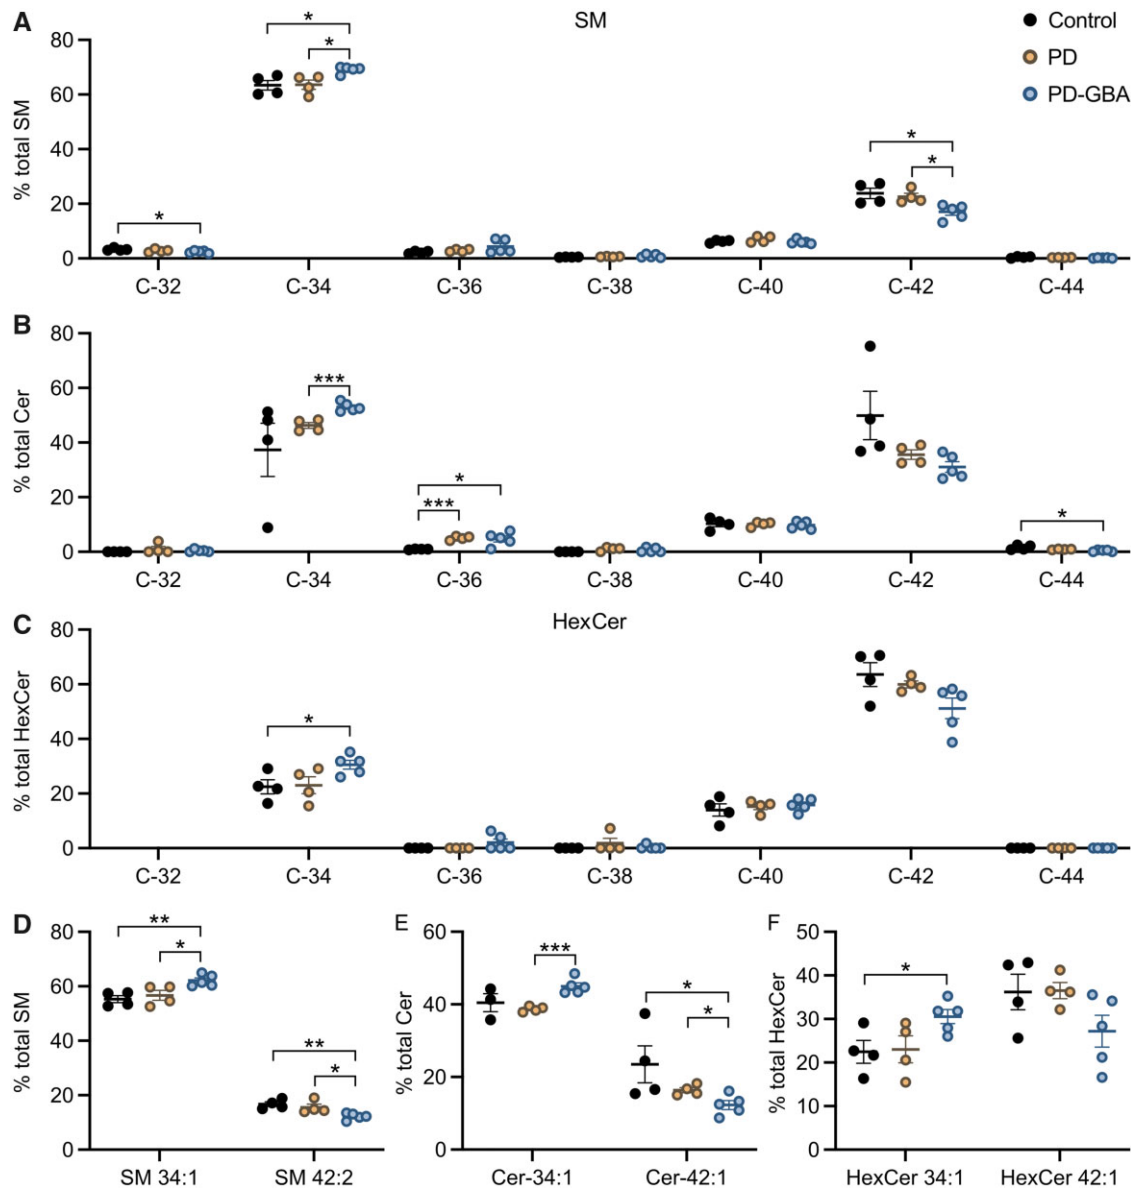 A
SM
Control
PD
PD-GBA
% total SM
80
60
40
20
0
*
*
*
*
*
C-32
C-34
C-36
C-38
C-40
C-42
C-44
B
% total Cer
80
60
40
20
0
***
*
***
*
C-32
C-34
C-36
C-38
C-40
C-42
C-44
C
HexCer
% total HexCer
80
60
40
20
0
*
C-32
C-34
C-36
C-38
C-40
C-42
C-44
D
% total SM
80
60
40
20
0
**
*
**
*
SM 34:1
SM 42:2
E
% total Cer
60
40
20
0
***
*
*
Cer-34:1
Cer-42:1
F
% total HexCer
50
40
30
20
10
0
*
HexCer 34:1
HexCer 42:1